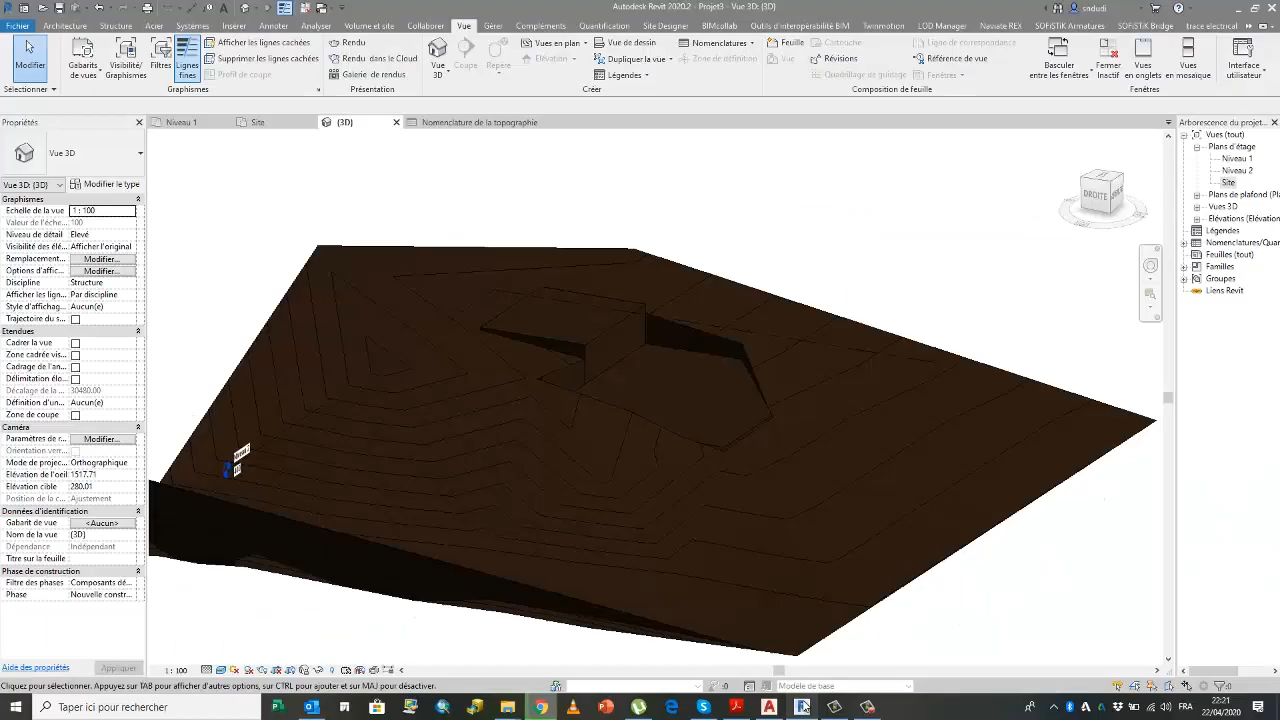 Autodesk Revit 2020.2 - Projet3 - Vue 3D: {3D}
sndudi
Fichier Architecture Structure Acier Systèmes Insérer Annoter Analyser Volume et site Collaborer Vue Gérer Compléments Quantification Site Designer BIMcollab Outils d'interopérabilité BIM Twinmotion LOD Manager Naviate REX SOFiSTiK Armatures SOFiSTiK Bridge trace electrical
Modifier
Sélectionner
Gabarits de vues
Visibilité/ Graphismes
Filtres
Lignes fines
Afficher les lignes cachées
Supprimer les lignes cachées
Profil de coupe
Graphismes
Rendu
Rendu dans le Cloud
Galerie de rendus
Présentation
Vue 3D
Coupe
Repère
Vues en plan
Élévation
Vue de dessin
Dupliquer la vue
Légendes
Nomenclatures
Zone de définition
Créer
Feuille
Vue
Cartouche
Révisions
Quadrillage de guidage
Ligne de correspondance
Référence de vue
Fenêtres
Composition de feuille
Basculer entre les fenêtres
Fermer Inactif
Vues en onglets
Vues en mosaïque
Interface utilisateur
Fenêtres
Propriétés
Niveau 1
Site
{3D}
Nomenclature de la topographie
Arborescence du projet...
Vue 3D
Vue 3D: {3D}
Modifier le type
Graphismes
Echelle de la vue 1 : 100
Valeur de l'éche... 100
Niveau de détail Elevé
Visibilité des élé... Afficher l'original
Remplacement... Modifier...
Options d'affic... Modifier...
Discipline Structure
Afficher les lign... Par discipline
Style d'affichag... Aucun(e)
Trajectoire du s...
Etendues
Cadrer la vue
Zone cadrée vis...
Cadrage de l'an...
Délimitation élo...
Décalage de la ... 30480.00
Définition d'un... Aucun(e)
Zone de coupe
Caméra
Paramètres de r... Modifier...
Orientation verr...
Mode de projec... Orthographique
Elévation de l'oeil 1517.71
Elévation cible 280.01
Position de la c... Ajustement
Données d'identification
Gabarit de vue <Aucun>
Nom de la vue {3D}
Dépendance Indépendant
Titre sur la feuille
Phase de construction
Filtre des phases Composants dé...
Phase Nouvelle constr...
Aide des propriétés
Appliquer
DROITE
Vues (tout)
Plans d'étage
Niveau 1
Niveau 2
Site
Plans de plafond (Pla
Vues 3D
Elévations (Elévation
Légendes
Nomenclatures/Quan
Feuilles (tout)
Familles
Groupes
Liens Revit
1 : 100
Cliquez pour sélectionner; Appuyez sur TAB pour afficher d'autres options, sur CTRL pour ajouter et sur MAJ pour désactiver.
:0
Modèle de base
:0
Taper ici pour rechercher
FRA
22:21
22/04/2020